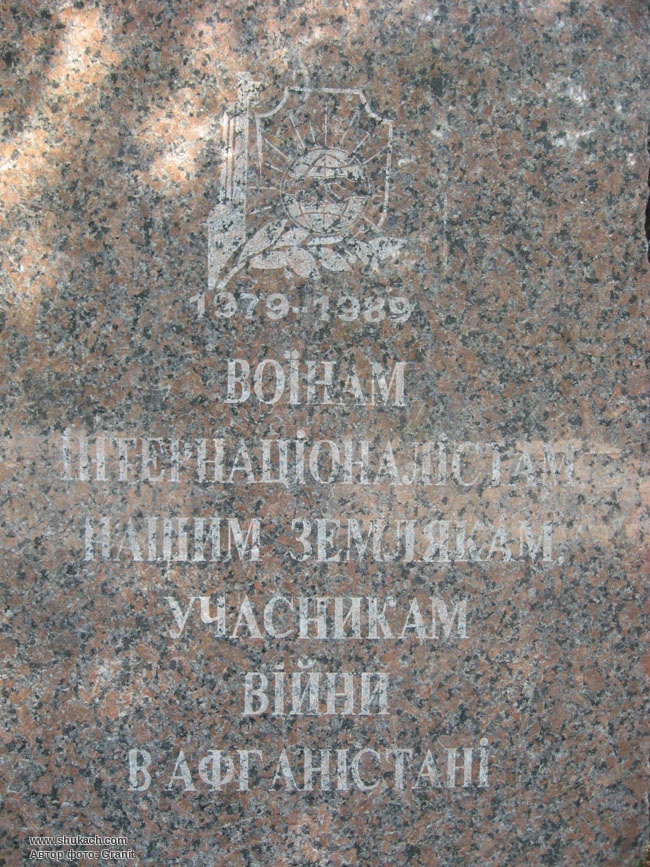 1979-1989
ВОЇНАМ
ІНТЕРНАЦІОНАЛІСТАМ
НАШИМ ЗЕМЛЯКАМ,
УЧАСНИКАМ
ВІЙНИ
В АФГАНІСТАНІ
www.shukach.com
Автор фото: Granit